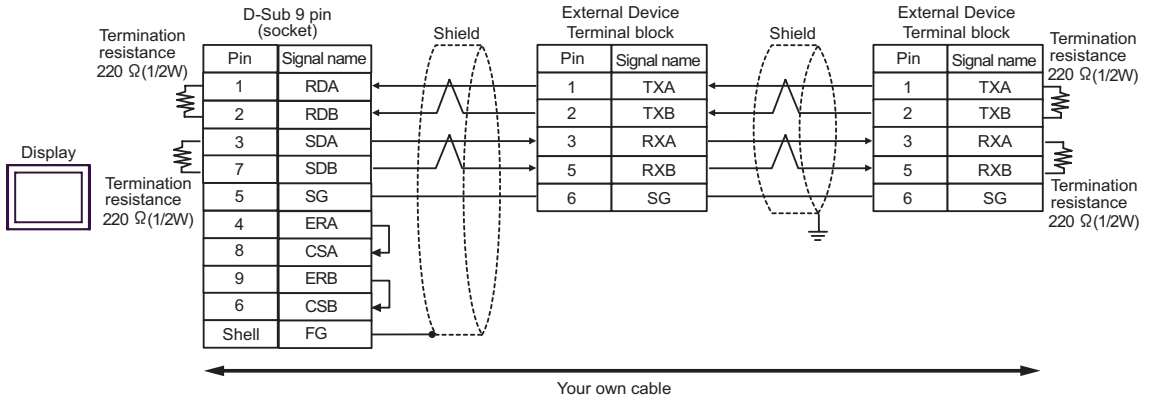 D-Sub 9 pin
(socket)
External Device
Terminal block
External Device
Terminal block
Termination
resistance
220 Ω(1/2W)
Shield
Shield
Termination
resistance
220 Ω(1/2W)
Pin Signal name
1 RDA
2 RDB
3 SDA
7 SDB
5 SG
4 ERA
8 CSA
9 ERB
6 CSB
Shell FG
Pin Signal name
1 TXA
2 TXB
3 RXA
5 RXB
6 SG
Pin Signal name
1 TXA
2 TXB
3 RXA
5 RXB
6 SG
Display
Termination
resistance
220 Ω(1/2W)
Termination
resistance
220 Ω(1/2W)
Your own cable